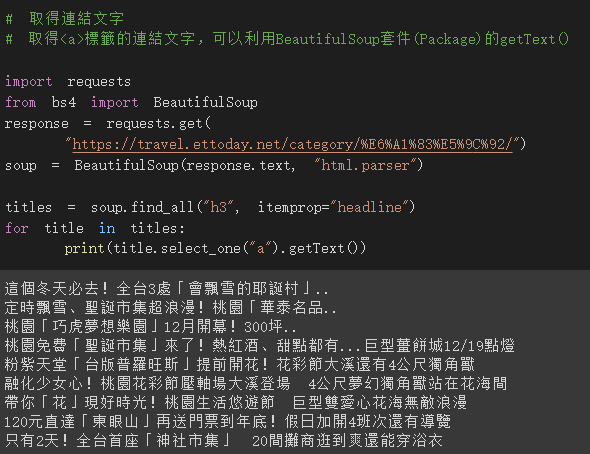 # 取得連結文字
# 取得<a>標籤的連結文字，可以利用BeautifulSoup套件(Package)的getText()
import requests
from bs4 import BeautifulSoup
response = requests.get(
"https://travel.ettoday.net/category/%E6%A1%83%E5%9C%92/")
soup = BeautifulSoup(response.text, "html.parser")
titles = soup.find_all("h3", itemprop="headline")
for title in titles:
print(title.select_one("a").getText())
這個冬天必去！全台3處「會飄雪的耶誕村」..
定時飄雪、聖誕市集超浪漫！桃園「華泰名品..
桃園「巧虎夢想樂園」12月開幕！300坪..
桃園免費「聖誕市集」來了！熱紅酒、甜點都有...巨型薑餅城12/19點燈
粉紫天堂「台版普羅旺斯」提前開花！花彩節大溪還有4公尺獨角獸
融化少女心！桃園花彩節壓軸場大溪登場　4公尺夢幻獨角獸站在花海間
帶你「花」現好時光！桃園生活悠遊節　巨型雙愛心花海無敵浪漫
120元直達「東眼山」再送門票到年底！假日加開4班次還有導覽
只有2天！全台首座「神社市集」　20間攤商逛到爽還能穿浴衣